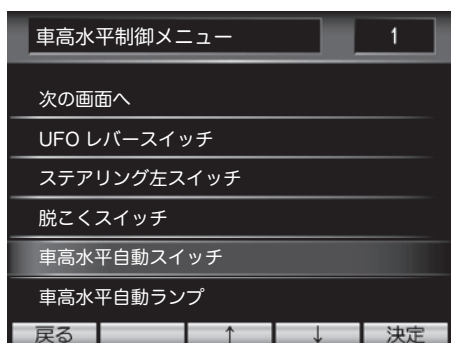 車高水平制御メニュー 1
次の画面へ
UFO レバースイッチ
ステアリング左スイッチ
脱こくスイッチ
車高水平自動スイッチ
車高水平自動ランプ
戻る ↑ ↓ 決定